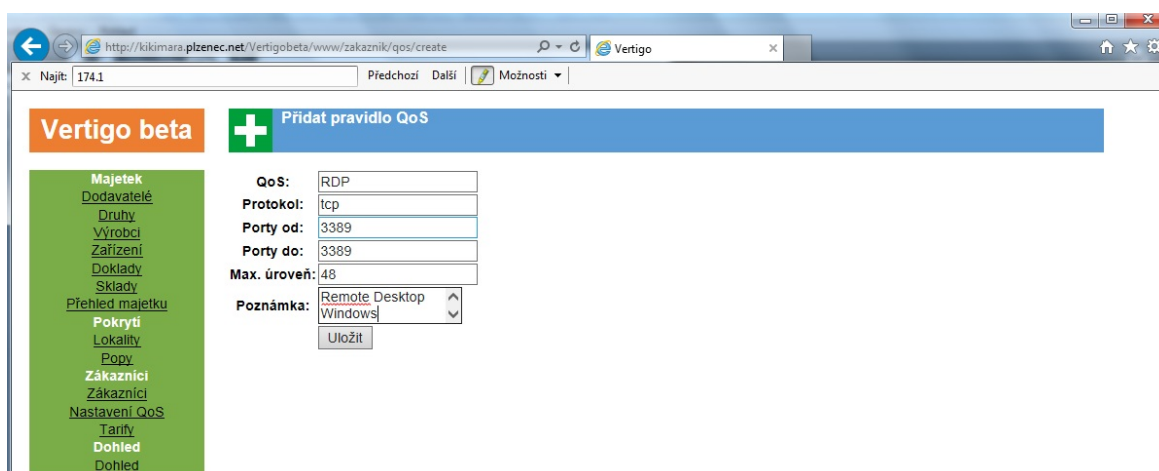 http://kikimara.plzenec.net/Vertigobeta/www/zakaznik/qos/create
Vertigo
Najít: 174.1 Předchozí Další Možnosti
Vertigo beta
Přidat pravidlo QoS
Majetek
Dodavatelé
Druhy
Výrobci
Zařízení
Doklady
Sklady
Přehled majetku
Pokrytí
Lokality
Popy
Zákazníci
Zákazníci
Nastavení QoS
Tarify
Dohled
Dohled
QoS: RDP
Protokol: tcp
Porty od: 3389
Porty do: 3389
Max. úroveň: 48
Poznámka: Remote Desktop
Windows
Uložit